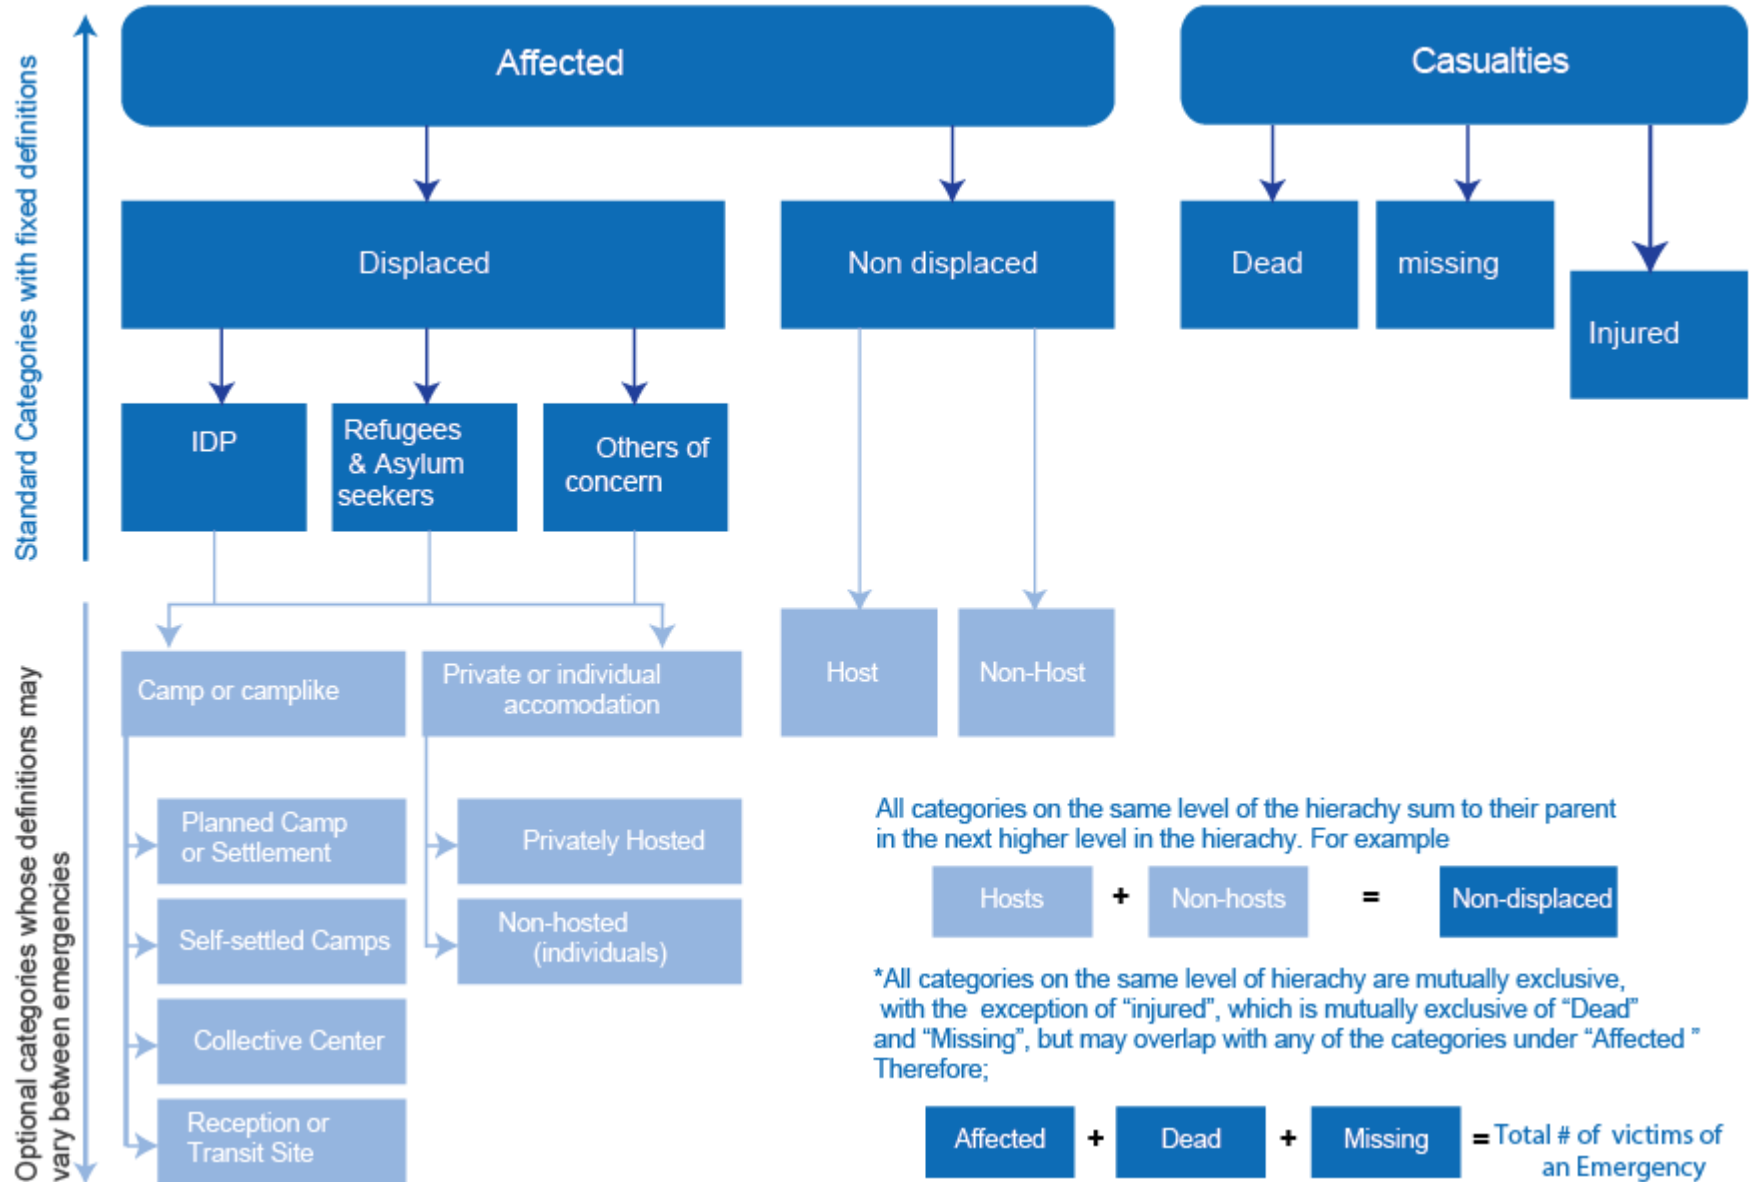 Standard Categories with fixed definitions
Affected
Casualties
Displaced
Non displaced
Dead
missing
Injured
IDP
Refugees
& Asylum
seekers
Others of
concern
Optional categories whose definitions may
vary between emergencies
Camp or camplike
Private or individual
accomodation
Host
Non-Host
Planned Camp
or Settlement
Self-settled Camps
Collective Center
Reception or
Transit Site
Privately Hosted
Non-hosted
(individuals)
All categories on the same level of the hierachy sum to their parent
in the next higher level in the hierachy. For example
Hosts + Non-hosts = Non-displaced
*All categories on the same level of hierachy are mutually exclusive,
with the exception of “injured”, which is mutually exclusive of “Dead”
and “Missing”, but may overlap with any of the categories under “Affected ”
Therefore;
Affected + Dead + Missing = Total # of victims of
an Emergency